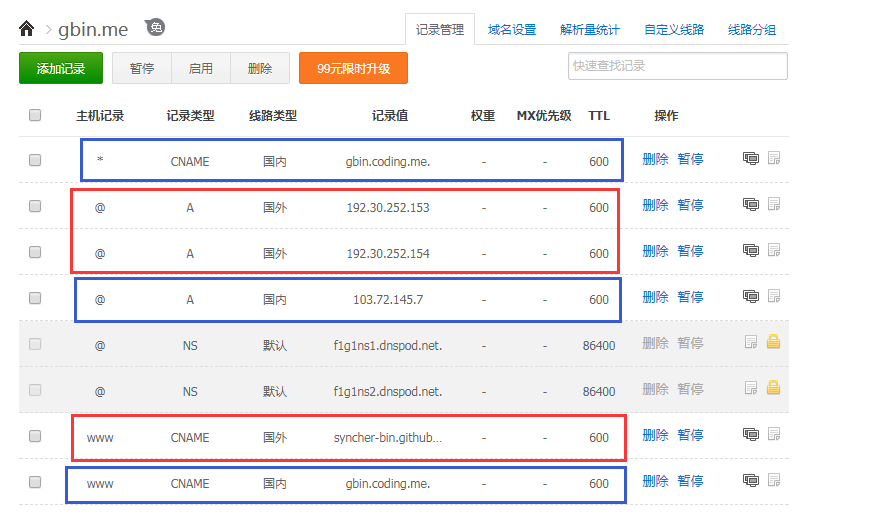 gbin.me 免 记录管理 域名设置 解析量统计 自定义线路 线路分组
添加记录 暂停 启用 删除 99元限时升级 快速查找记录
主机记录 记录类型 线路类型 记录值 权重 MX优先级 TTL 操作
* CNAME 国内 gbin.coding.me. - - 600 删除 暂停
@ A 国外 192.30.252.153 - - 600 删除 暂停
@ A 国外 192.30.252.154 - - 600 删除 暂停
@ A 国内 103.72.145.7 - - 600 删除 暂停
@ NS 默认 f1g1ns1.dnspod.net. - - 86400 删除 暂停
@ NS 默认 f1g1ns2.dnspod.net. - - 86400 删除 暂停
www CNAME 国外 syncher-bin.github... - - 600 删除 暂停
www CNAME 国内 gbin.coding.me. - - 600 删除 暂停